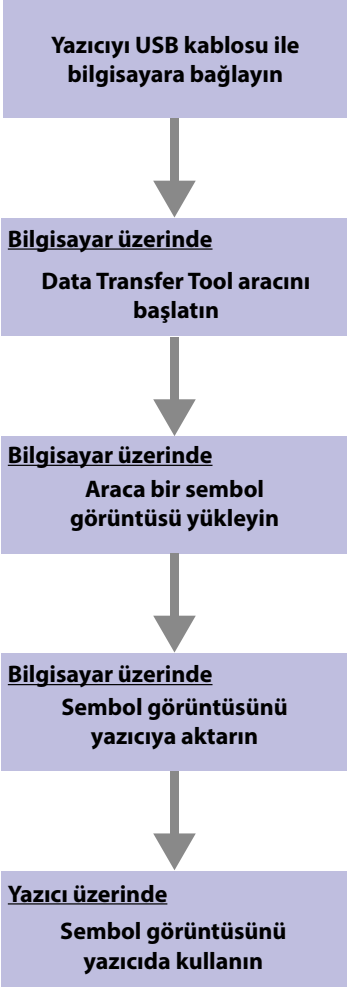 Yazıcıyı USB kablosu ile
bilgisayara bağlayın
Bilgisayar üzerinde
Data Transfer Tool aracını
başlatın
Bilgisayar üzerinde
Araca bir sembol
görüntüsü yükleyin
Bilgisayar üzerinde
Sembol görüntüsünü
yazıcıya aktarın
Yazıcı üzerinde
Sembol görüntüsünü
yazıcıda kullanın